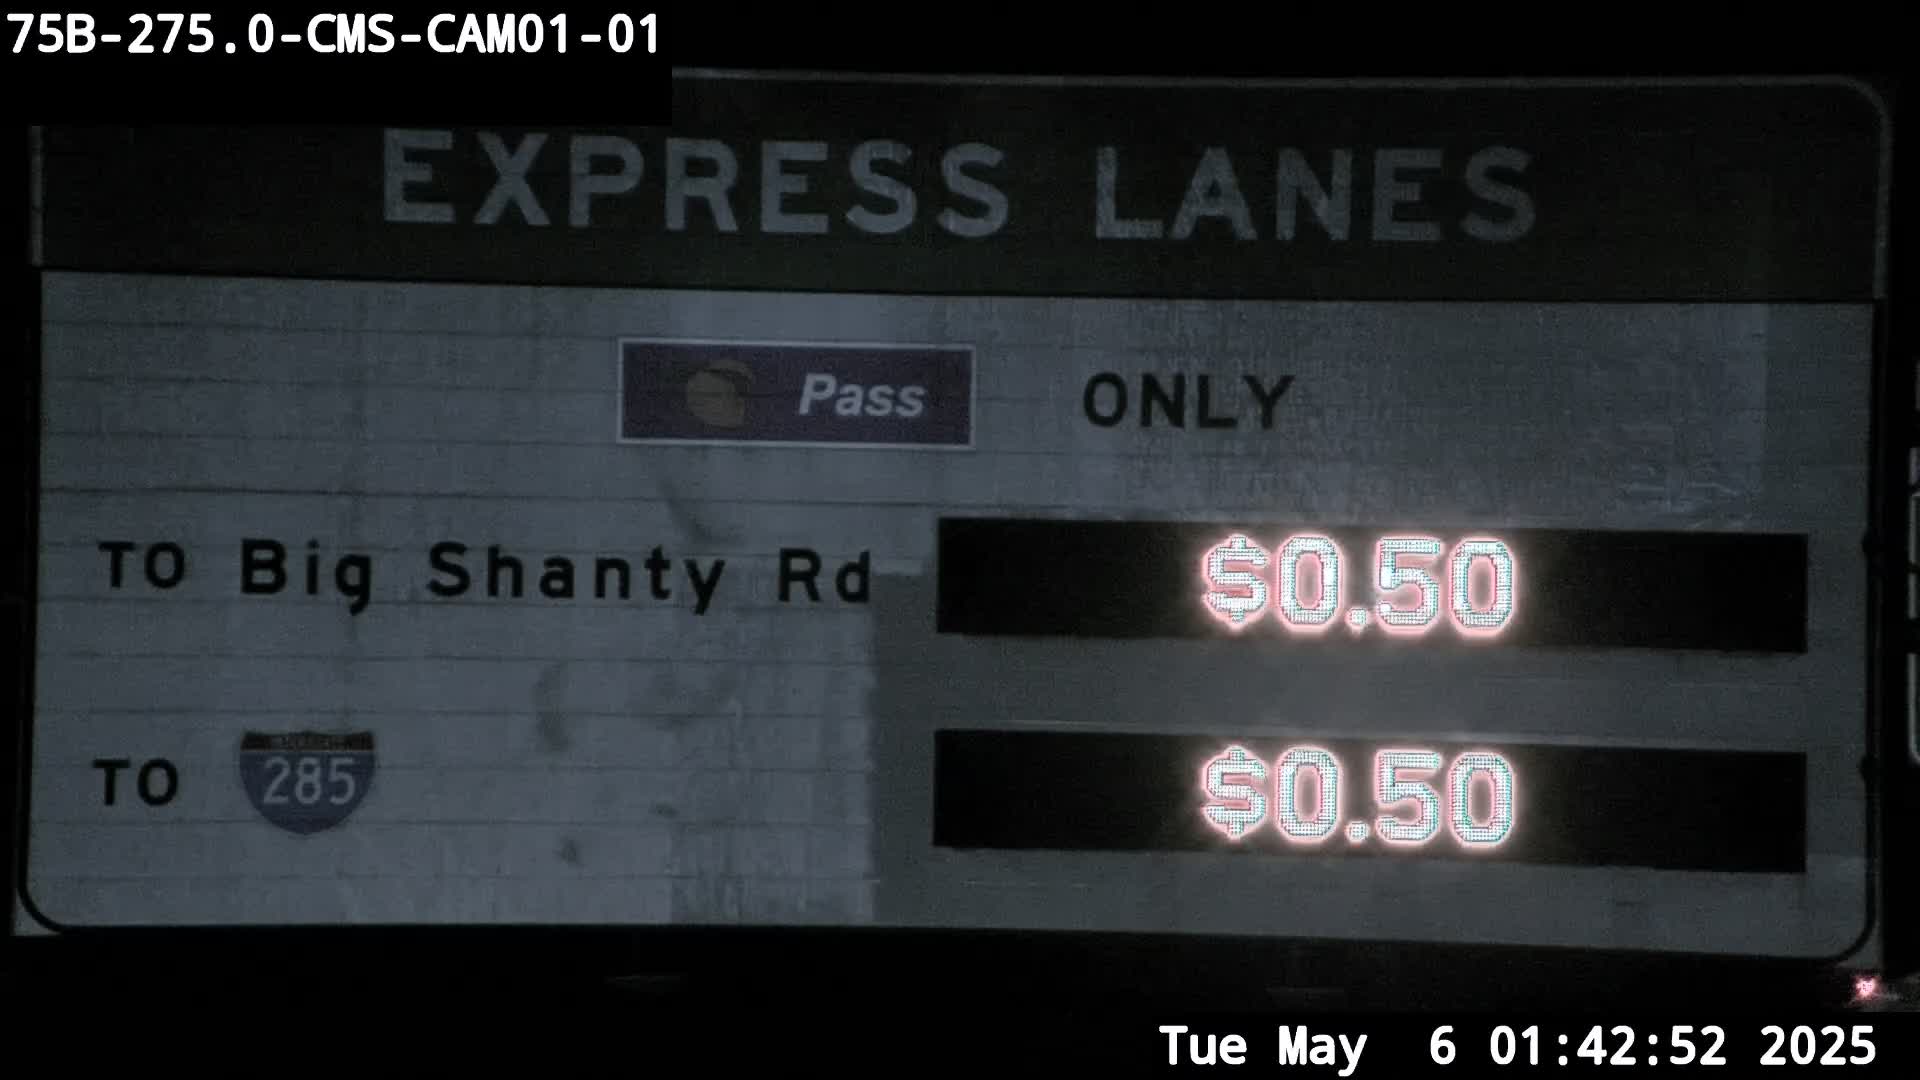 75B-275.0-CMS-CAM01-01
EXPRESS LANES
Pass ONLY
TO Big Shanty Rd $0.50
TO 285 $0.50
Tue May 6 01:42:52 2025